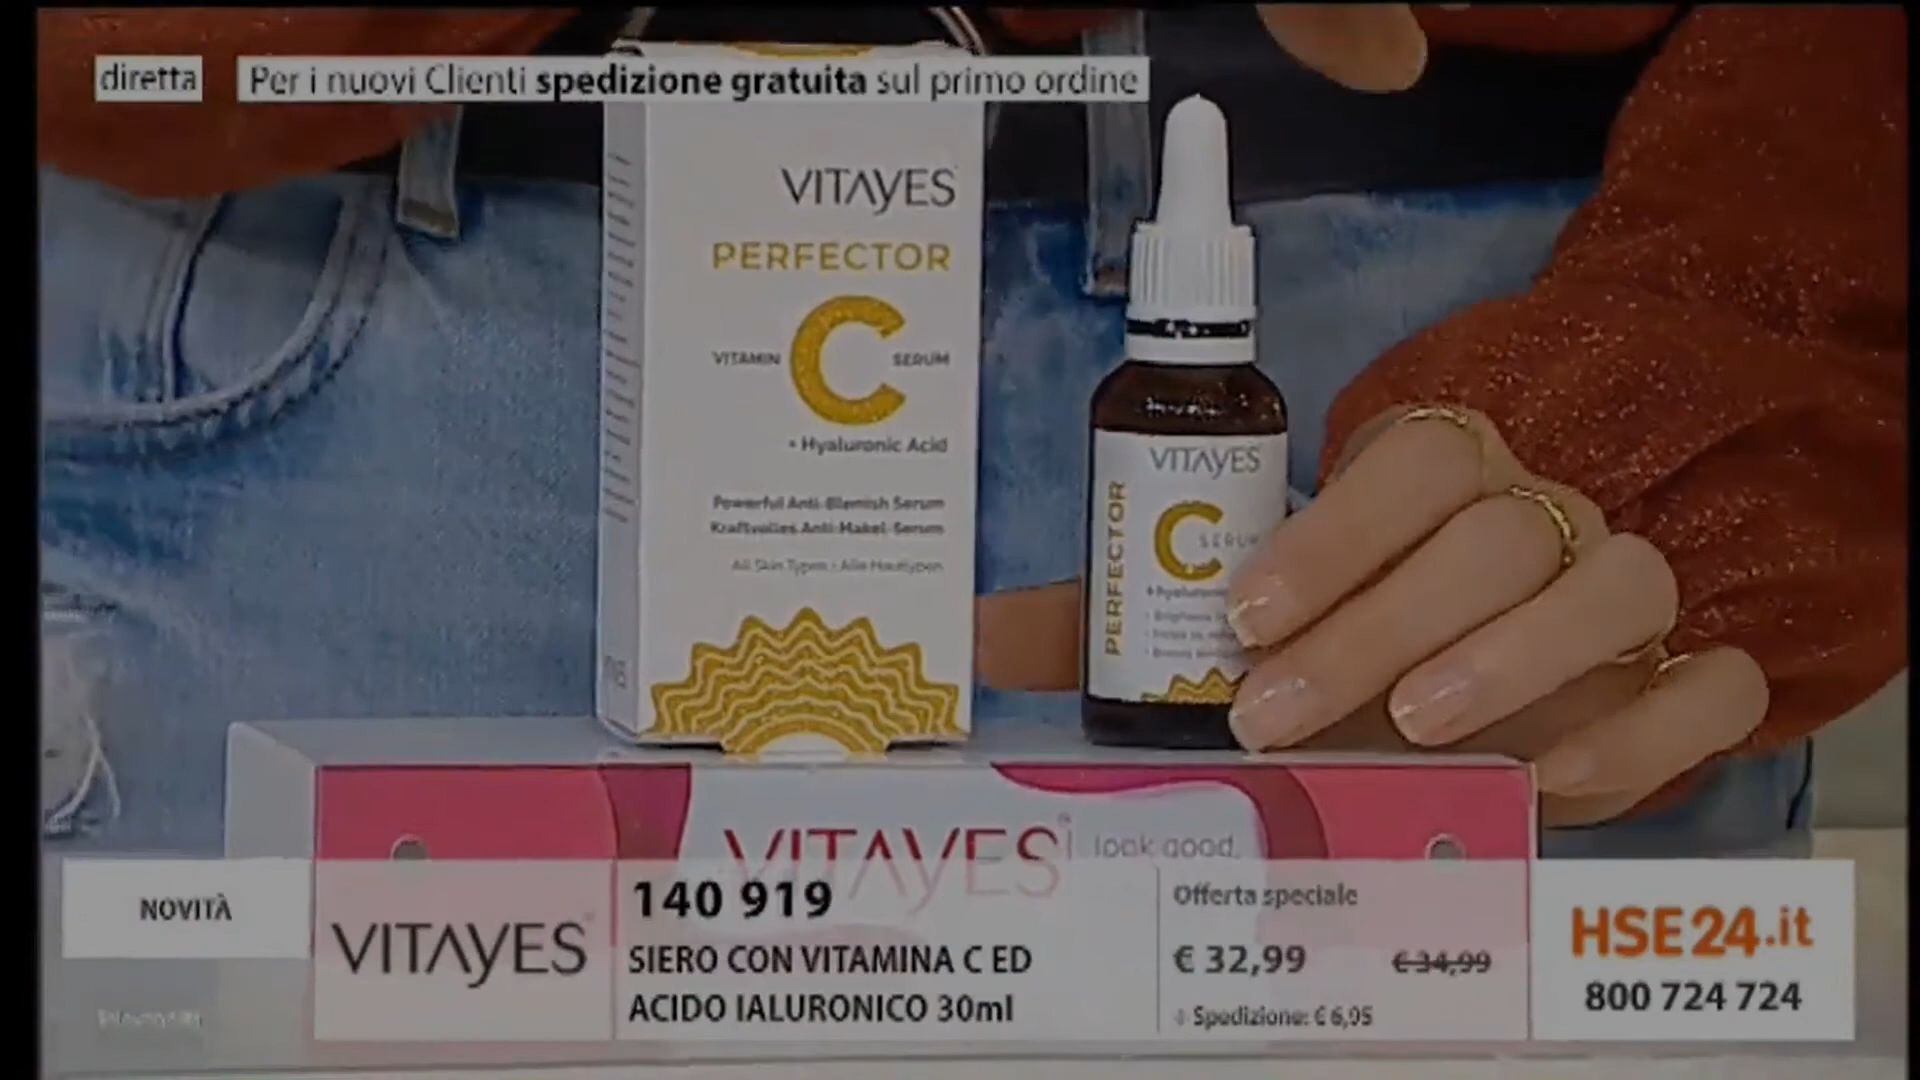 diretta
Per i nuovi Clienti spedizione gratuita sul primo ordine
VITAYES
PERFECTOR
VITAMIN C SERUM
+ Hyaluronic Acid
Powerful Anti-Blemish Serum
Kraftvolles Anti-Makel-Serum
All Skin Types • Alle Hauttypen
VITAYES
PERFECTOR
C SERUM
VITAYES look good.
NOVITÀ
VITAYES
140 919
SIERO CON VITAMINA C ED
ACIDO IALURONICO 30ml
Offerta speciale
€ 32,99 € 34,99
+ Spedizione: € 6,95
HSE24.it
800 724 724